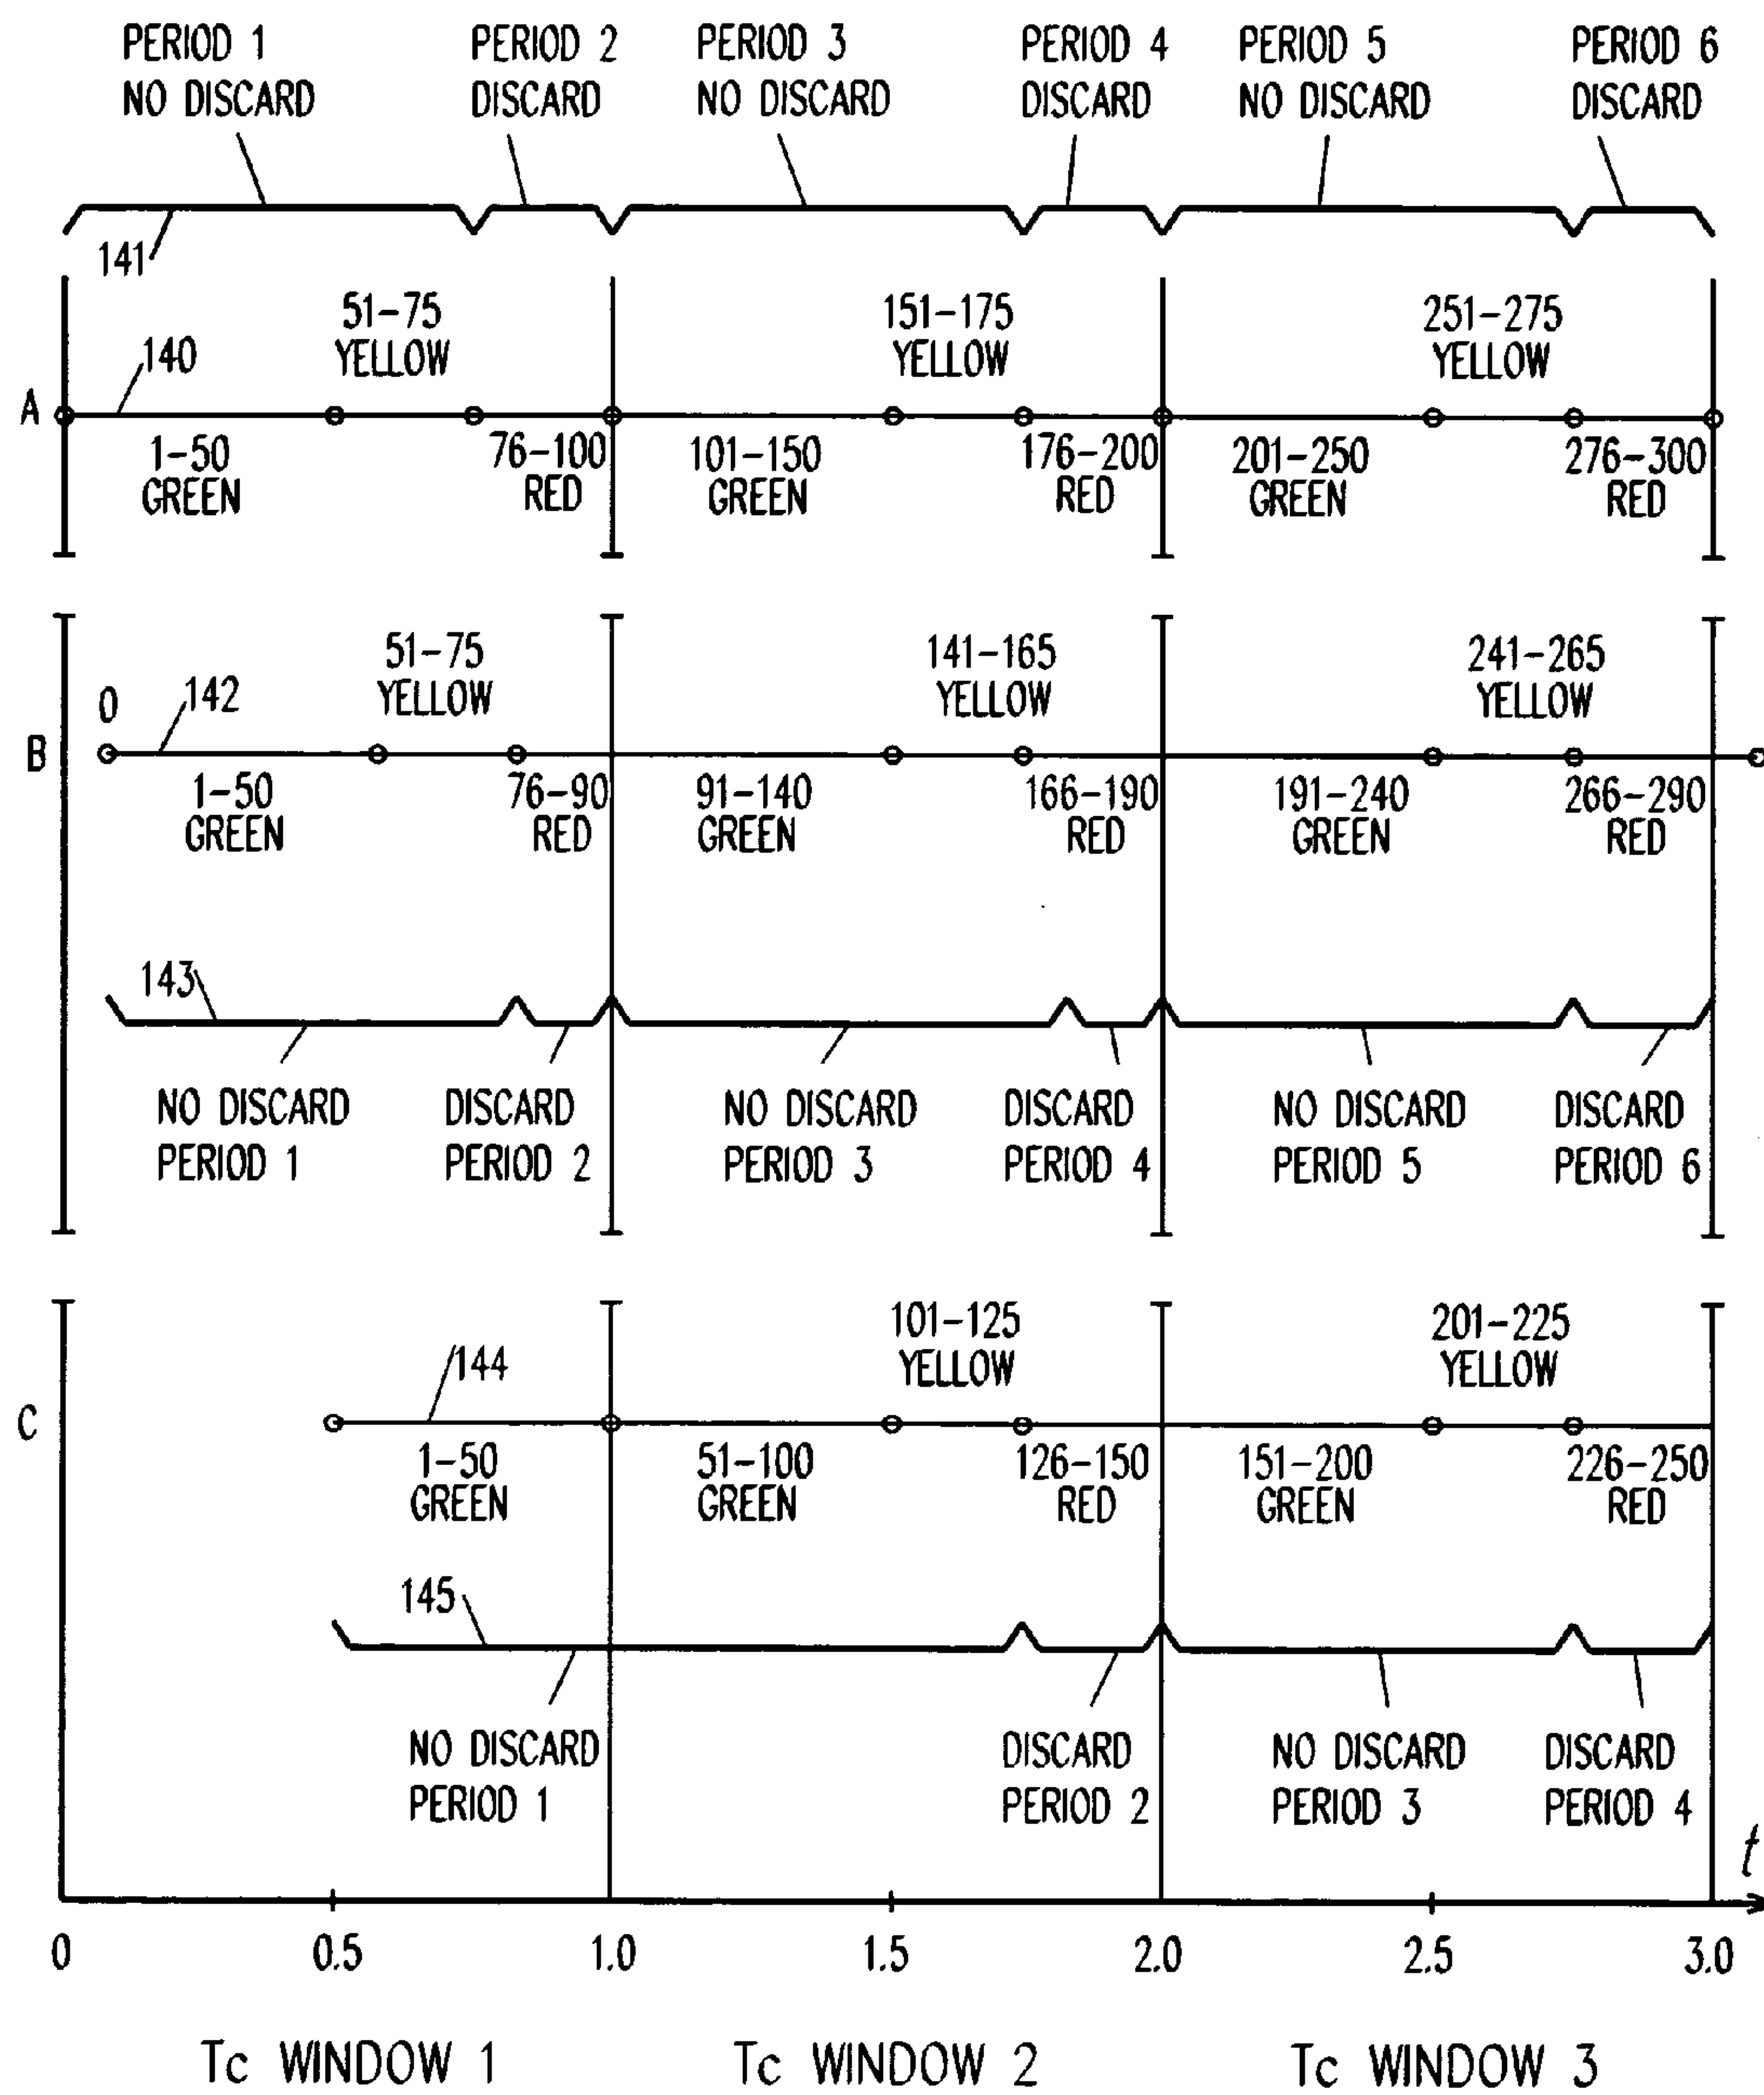 PERIOD 1 PERIOD 2 PERIOD 3 PERIOD 4 PERIOD 5 PERIOD 6
NO DISCARD DISCARD NO DISCARD DISCARD NO DISCARD DISCARD
141
51-75 151-175 251-275
YELLOW YELLOW YELLOW
140
A
1-50 76-100 101-150 176-200 201-250 276-300
GREEN RED GREEN RED GREEN RED
51-75 141-165 241-265
YELLOW YELLOW YELLOW
0 142
B
1-50 76-90 91-140 166-190 191-240 266-290
GREEN RED GREEN RED GREEN RED
143
NO DISCARD DISCARD NO DISCARD DISCARD NO DISCARD DISCARD
PERIOD 1 PERIOD 2 PERIOD 3 PERIOD 4 PERIOD 5 PERIOD 6
101-125 201-225
YELLOW YELLOW
144
C
1-50 51-100 126-150 151-200 226-250
GREEN GREEN RED GREEN RED
145
NO DISCARD DISCARD NO DISCARD DISCARD
PERIOD 1 PERIOD 2 PERIOD 3 PERIOD 4
t
0 0.5 1.0 1.5 2.0 2.5 3.0
Tc WINDOW 1 Tc WINDOW 2 Tc WINDOW 3